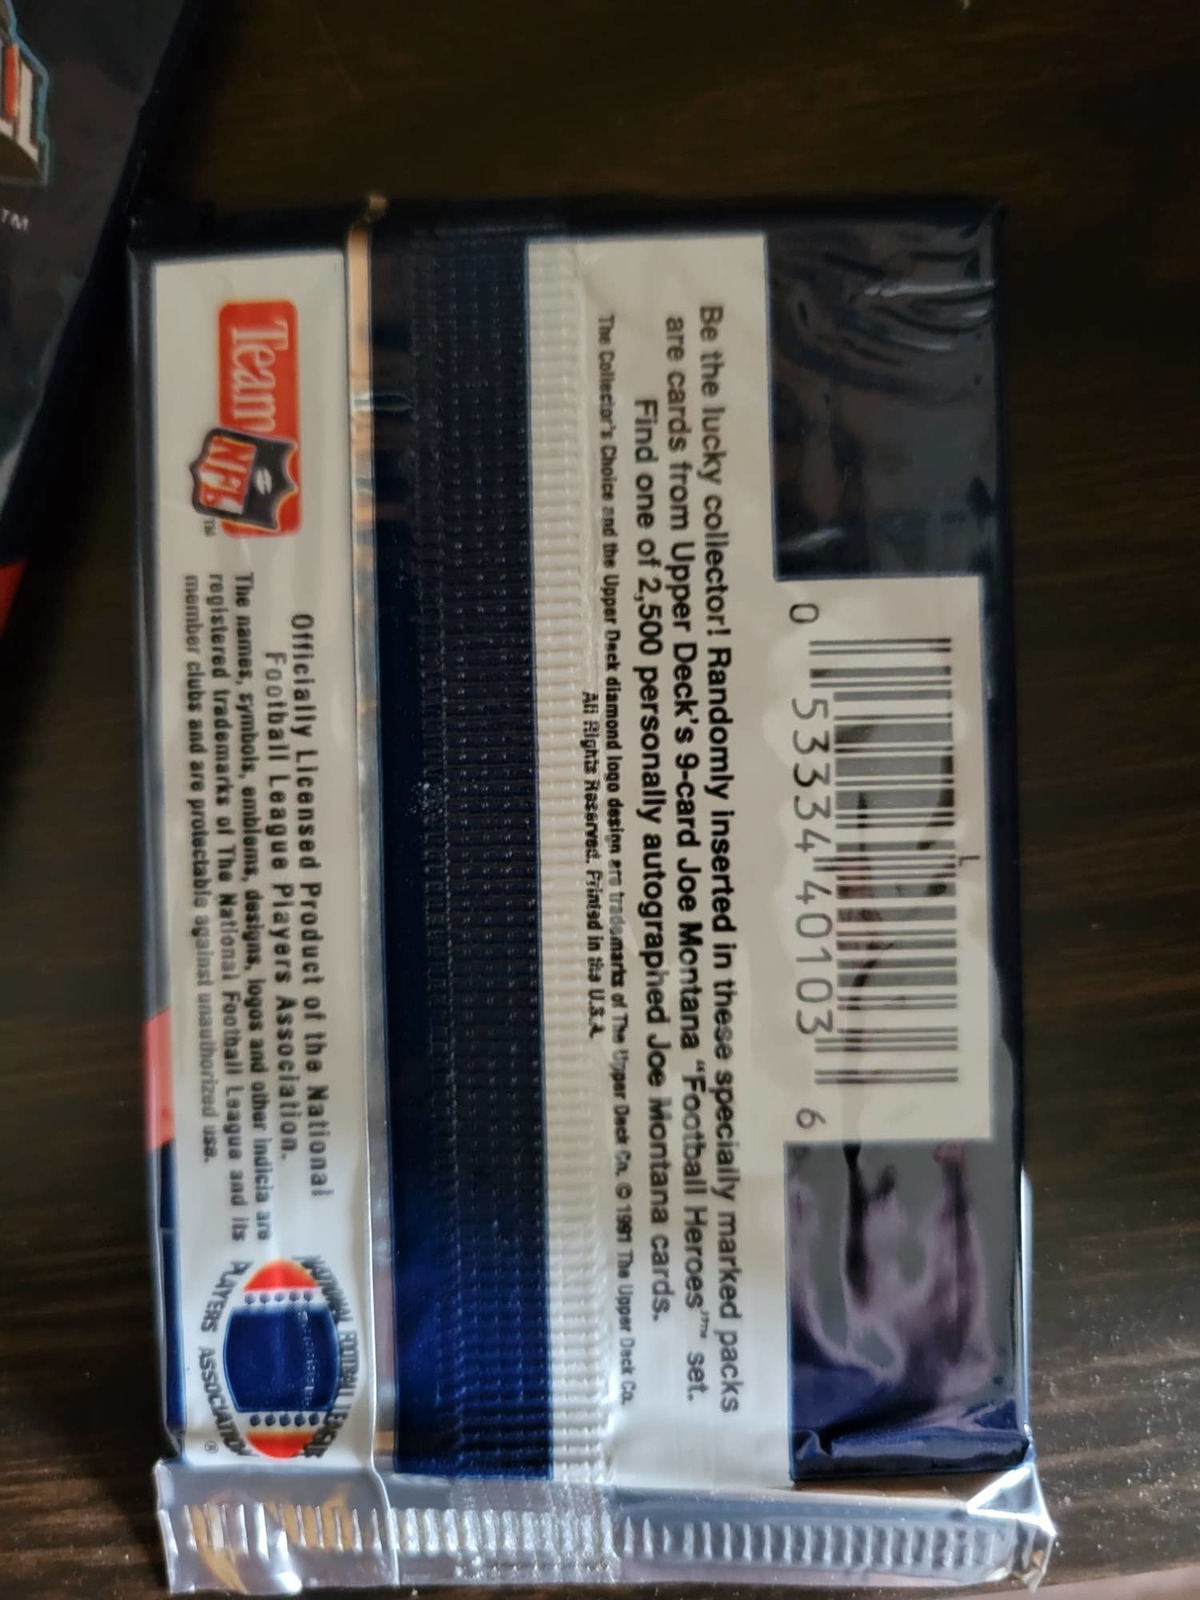 L
0 53334 40103 6
Be the lucky collector! Randomly inserted in these specially marked packs
are cards from Upper Deck's 9-card Joe Montana "Football Heroes"™ set.
Find one of 2,500 personally autographed Joe Montana cards.
The Collector's Choice and the Upper Deck diamond logo design are trademarks of The Upper Deck Co. © 1991 The Upper Deck Co.
All Rights Reserved. Printed in the U.S.A.
Team
NFL
TM
Officially Licensed Product of the National
Football League Players Association.
The names, symbols, emblems, designs, logos and other indicia are
registered trademarks of The National Football League and its
member clubs and are protectable against unauthorized use.
NATIONAL FOOTBALL LEAGUE
PLAYERS ASSOCIATION
®
TM